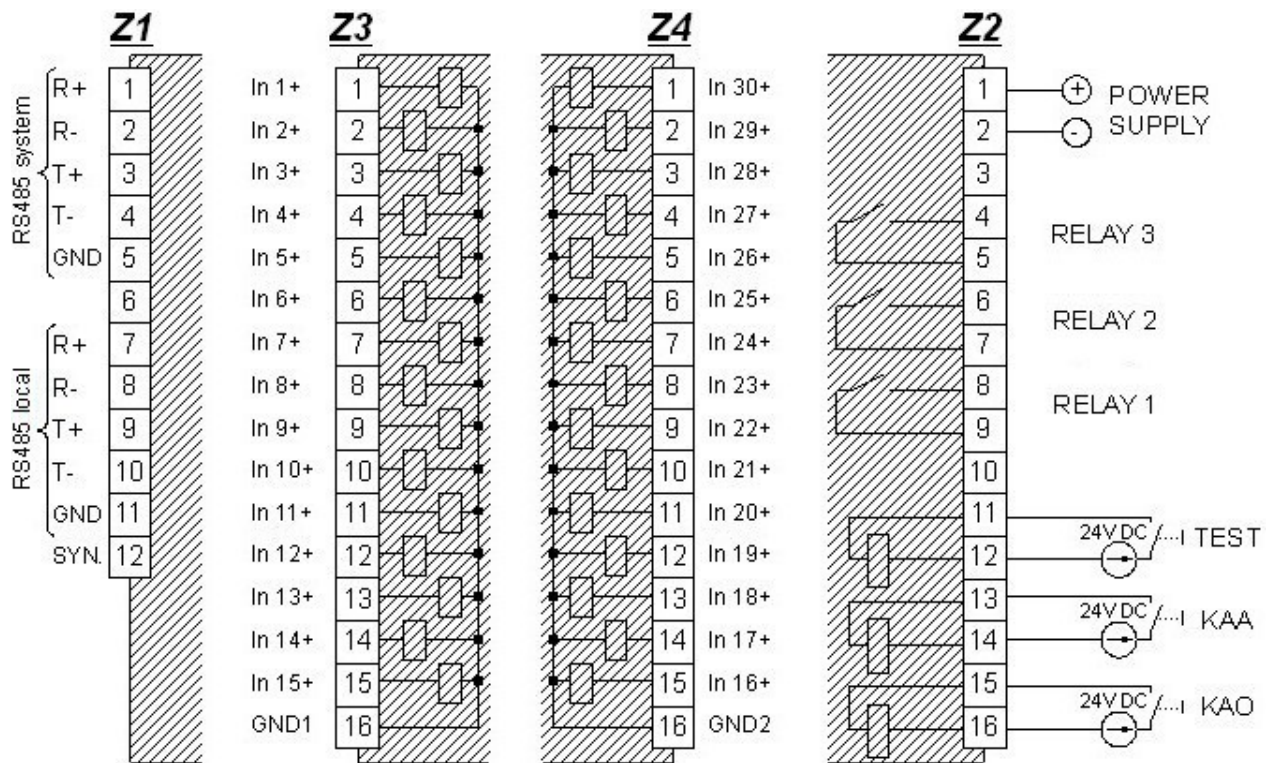 Z1
RS485 system
R+ 1
R- 2
T+ 3
T- 4
GND 5
6
RS485 local
R+ 7
R- 8
T+ 9
T- 10
GND 11
SYN. 12
Z3
In 1+ 1
In 2+ 2
In 3+ 3
In 4+ 4
In 5+ 5
In 6+ 6
In 7+ 7
In 8+ 8
In 9+ 9
In 10+ 10
In 11+ 11
In 12+ 12
In 13+ 13
In 14+ 14
In 15+ 15
GND1 16
Z4
1 In 30+
2 In 29+
3 In 28+
4 In 27+
5 In 26+
6 In 25+
7 In 24+
8 In 23+
9 In 22+
10 In 21+
11 In 20+
12 In 19+
13 In 18+
14 In 17+
15 In 16+
16 GND2
Z2
1 + POWER
2 - SUPPLY
3
4
RELAY 3
5
6
RELAY 2
7
8
RELAY 1
9
10
11
24V DC TEST
12
13
24V DC KAA
14
15
24V DC KAO
16